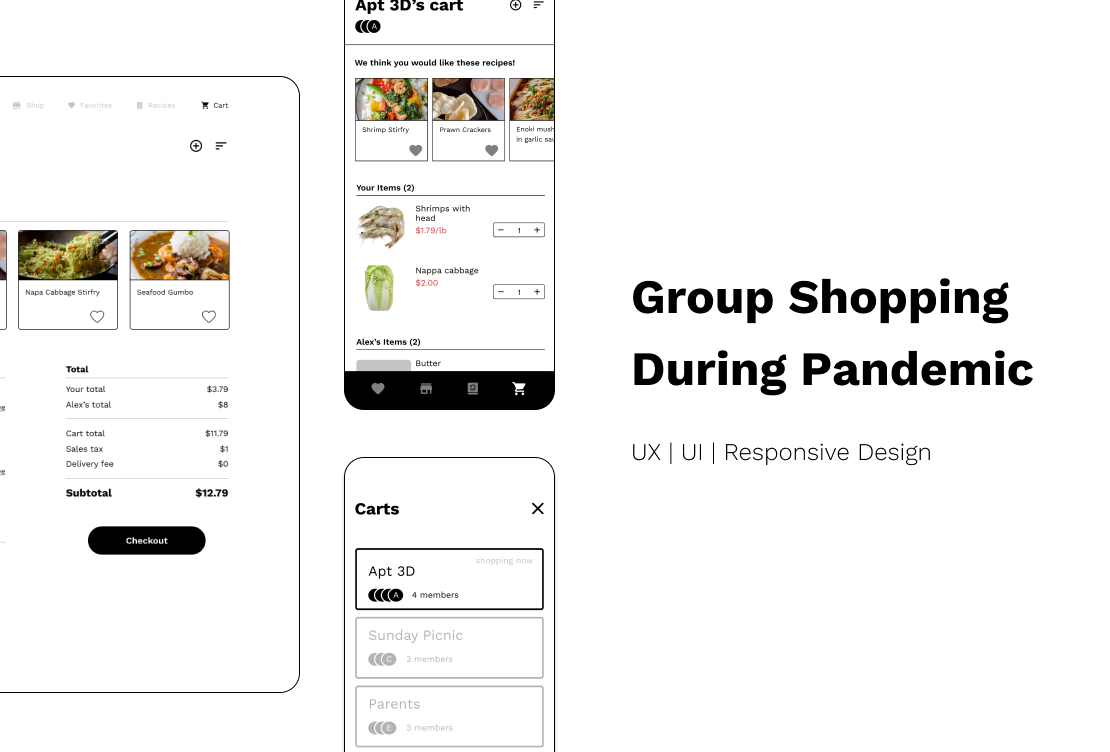 Shop
Favorites
Recipes
Cart
Napa Cabbage Stirfry
Seafood Gumbo
Total
Your total
$3.79
Alex's total
$8
Cart total
$11.79
Sales tax
$1
Delivery fee
$0
Subtotal
$12.79
Checkout
Apt 3D's cart
A
We think you would like these recipes!
Shrimp Stirfry
Prawn Crackers
Enoki mush
in garlic sau
Your Items (2)
Shrimps with
head
$1.79/lb
− 1 +
Nappa cabbage
$2.00
− 1 +
Alex's Items (2)
Butter
Carts
shopping now
Apt 3D
A
4 members
Sunday Picnic
C
3 members
Parents
E
3 members
Group Shopping
During Pandemic
UX | UI | Responsive Design